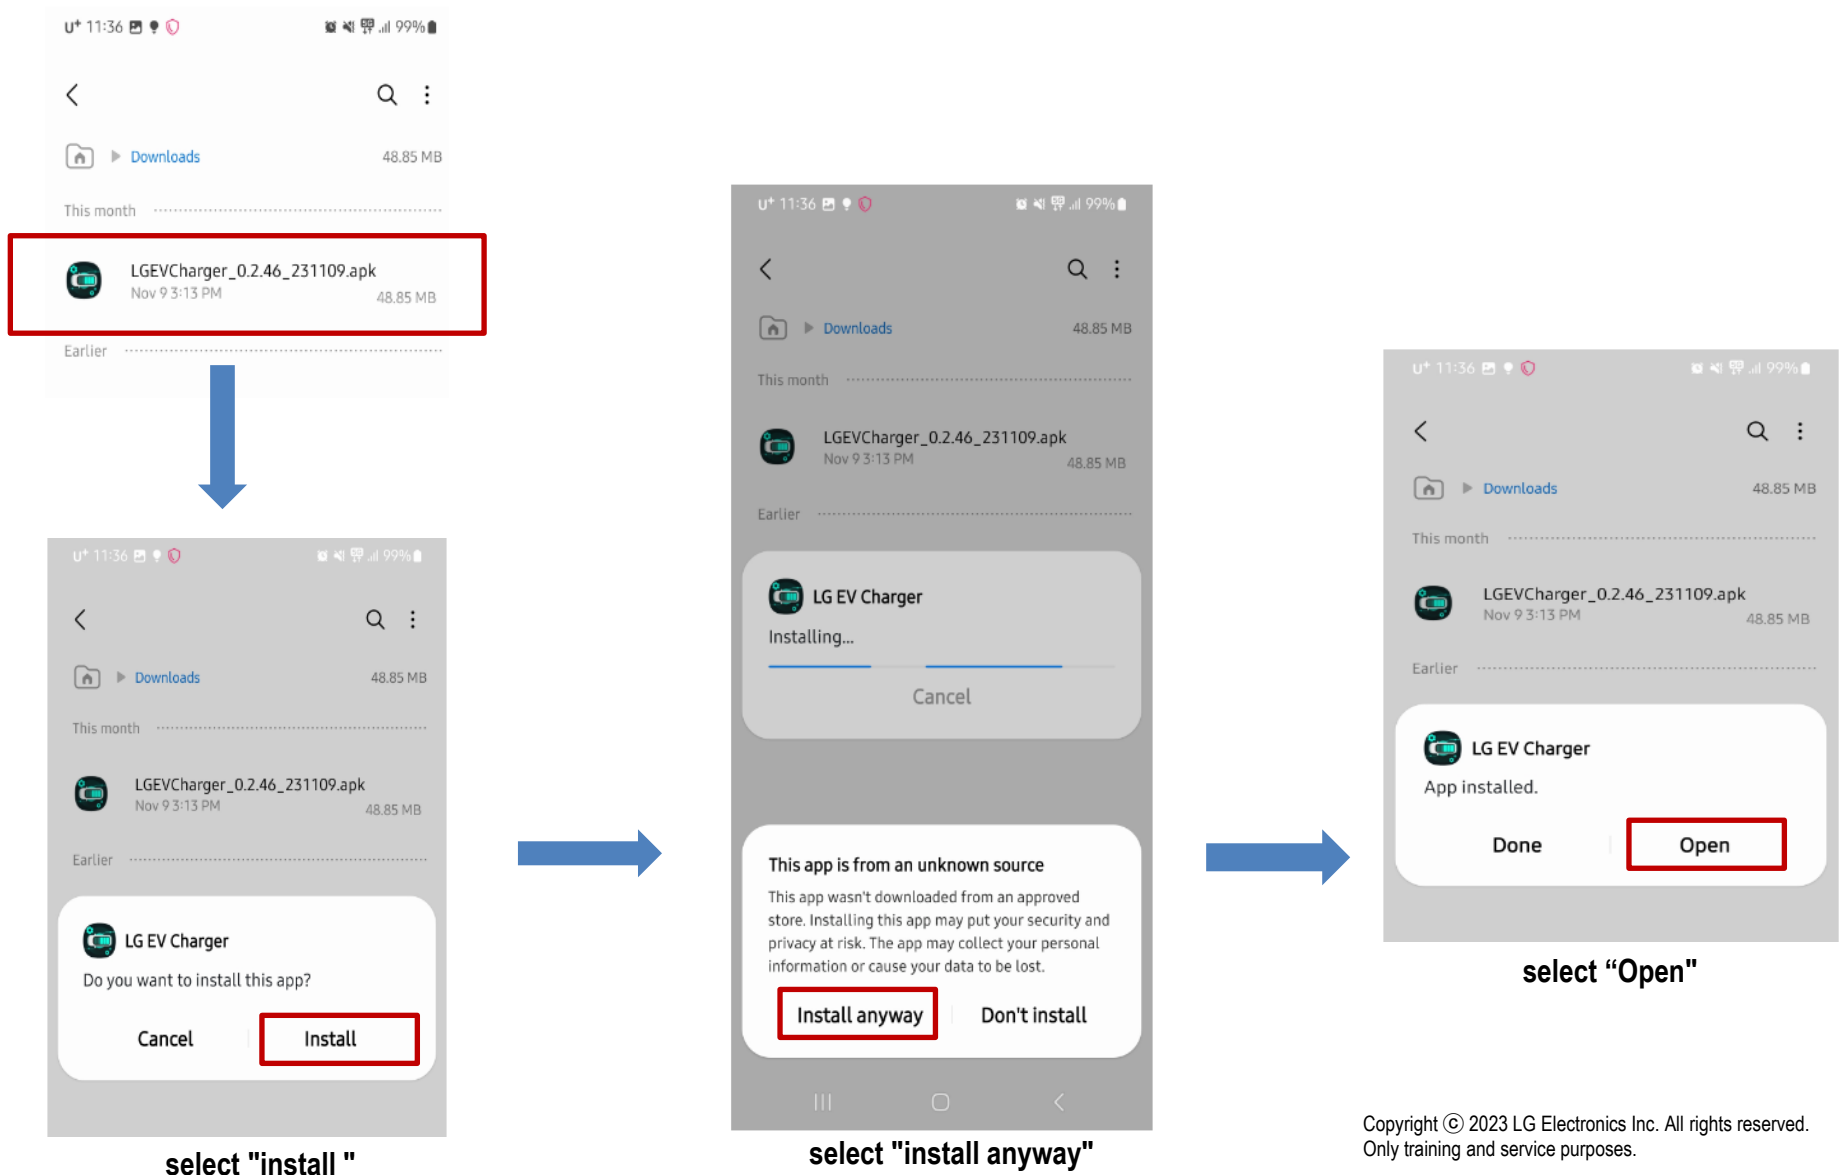 U⁺ 11:36 99%
Downloads 48.85 MB
This month
LGEVCharger_0.2.46_231109.apk
Nov 9 3:13 PM 48.85 MB
Earlier
U⁺ 11:36 99%
Downloads 48.85 MB
This month
LGEVCharger_0.2.46_231109.apk
Nov 9 3:13 PM 48.85 MB
Earlier
LG EV Charger
Do you want to install this app?
Cancel Install
select "install "
U⁺ 11:36 99%
Downloads 48.85 MB
This month
LGEVCharger_0.2.46_231109.apk
Nov 9 3:13 PM 48.85 MB
Earlier
LG EV Charger
Installing...
Cancel
This app is from an unknown source
This app wasn't downloaded from an approved
store. Installing this app may put your security and
privacy at risk. The app may collect your personal
information or cause your data to be lost.
Install anyway Don't install
select "install anyway"
U⁺ 11:36 99%
Downloads 48.85 MB
This month
LGEVCharger_0.2.46_231109.apk
Nov 9 3:13 PM 48.85 MB
Earlier
LG EV Charger
App installed.
Done Open
select “Open"
Copyright ⓒ 2023 LG Electronics Inc. All rights reserved.
Only training and service purposes.